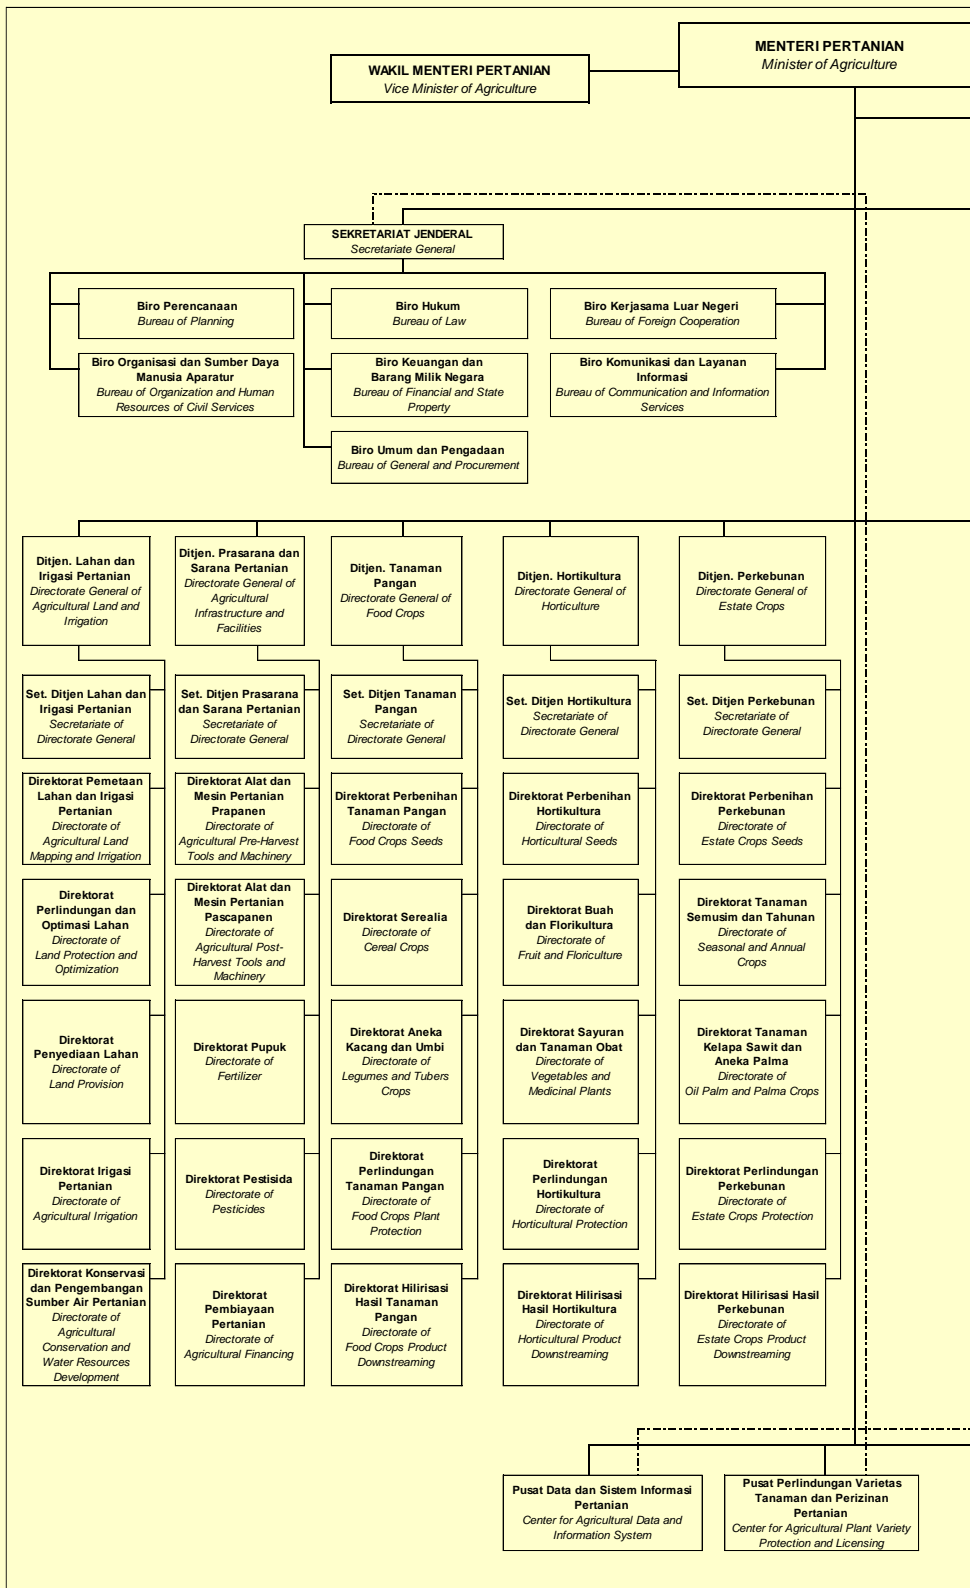 MENTERI PERTANIAN
Minister of Agriculture
WAKIL MENTERI PERTANIAN
Vice Minister of Agriculture
SEKRETARIAT JENDERAL
Secretariate General
Biro Perencanaan
Bureau of Planning
Biro Hukum
Bureau of Law
Biro Kerjasama Luar Negeri
Bureau of Foreign Cooperation
Biro Organisasi dan Sumber Daya
Manusia Aparatur
Bureau of Organization and Human
Resources of Civil Services
Biro Keuangan dan
Barang Milik Negara
Bureau of Financial and State
Property
Biro Komunikasi dan Layanan
Informasi
Bureau of Communication and Information
Services
Biro Umum dan Pengadaan
Bureau of General and Procurement
Ditjen. Lahan dan
Irigasi Pertanian
Directorate General of
Agricultural Land and
Irrigation
Ditjen. Prasarana dan
Sarana Pertanian
Directorate General of
Agricultural
Infrastructure and
Facilities
Ditjen. Tanaman
Pangan
Directorate General of
Food Crops
Ditjen. Hortikultura
Directorate General of
Horticulture
Ditjen. Perkebunan
Directorate General of
Estate Crops
Set. Ditjen Lahan dan
Irigasi Pertanian
Secretariate of
Directorate General
Set. Ditjen Prasarana
dan Sarana Pertanian
Secretariate of
Directorate General
Set. Ditjen Tanaman
Pangan
Secretariate of
Directorate General
Set. Ditjen Hortikultura
Secretariate of
Directorate General
Set. Ditjen Perkebunan
Secretariate of
Directorate General
Direktorat Pemetaan
Lahan dan Irigasi
Pertanian
Directorate of
Agricultural Land
Mapping and Irrigation
Direktorat Alat dan
Mesin Pertanian
Prapanen
Directorate of
Agricultural Pre-Harvest
Tools and Machinery
Direktorat Perbenihan
Tanaman Pangan
Directorate of
Food Crops Seeds
Direktorat Perbenihan
Hortikultura
Directorate of
Horticultural Seeds
Direktorat Perbenihan
Perkebunan
Directorate of
Estate Crops Seeds
Direktorat
Perlindungan dan
Optimasi Lahan
Directorate of
Land Protection and
Optimization
Direktorat Alat dan
Mesin Pertanian
Pascapanen
Directorate of
Agricultural Post-
Harvest Tools and
Machinery
Direktorat Serealia
Directorate of
Cereal Crops
Direktorat Buah
dan Florikultura
Directorate of
Fruit and Floriculture
Direktorat Tanaman
Semusim dan Tahunan
Directorate of
Seasonal and Annual
Crops
Direktorat
Penyediaan Lahan
Directorate of
Land Provision
Direktorat Pupuk
Directorate of
Fertilizer
Direktorat Aneka
Kacang dan Umbi
Directorate of
Legumes and Tubers
Crops
Direktorat Sayuran
dan Tanaman Obat
Directorate of
Vegetables and
Medicinal Plants
Direktorat Tanaman
Kelapa Sawit dan
Aneka Palma
Directorate of
Oil Palm and Palma Crops
Direktorat Irigasi
Pertanian
Directorate of
Agricultural Irrigation
Direktorat Pestisida
Directorate of
Pesticides
Direktorat
Perlindungan
Tanaman Pangan
Directorate of
Food Crops Plant
Protection
Direktorat
Perlindungan
Hortikultura
Directorate of
Horticultural Protection
Direktorat Perlindungan
Perkebunan
Directorate of
Estate Crops Protection
Direktorat Konservasi
dan Pengembangan
Sumber Air Pertanian
Directorate of
Agricultural
Conservation and
Water Resources
Development
Direktorat
Pembiayaan
Pertanian
Directorate of
Agricultural Financing
Direktorat Hilirisasi
Hasil Tanaman
Pangan
Directorate of
Food Crops Product
Downstreaming
Direktorat Hilirisasi
Hasil Hortikultura
Directorate of
Horticultural Product
Downstreaming
Direktorat Hilirisasi Hasil
Perkebunan
Directorate of
Estate Crops Product
Downstreaming
Pusat Data dan Sistem Informasi
Pertanian
Center for Agricultural Data and
Information System
Pusat Perlindungan Varietas
Tanaman dan Perizinan
Pertanian
Center for Agricultural Plant Variety
Protection and Licensing